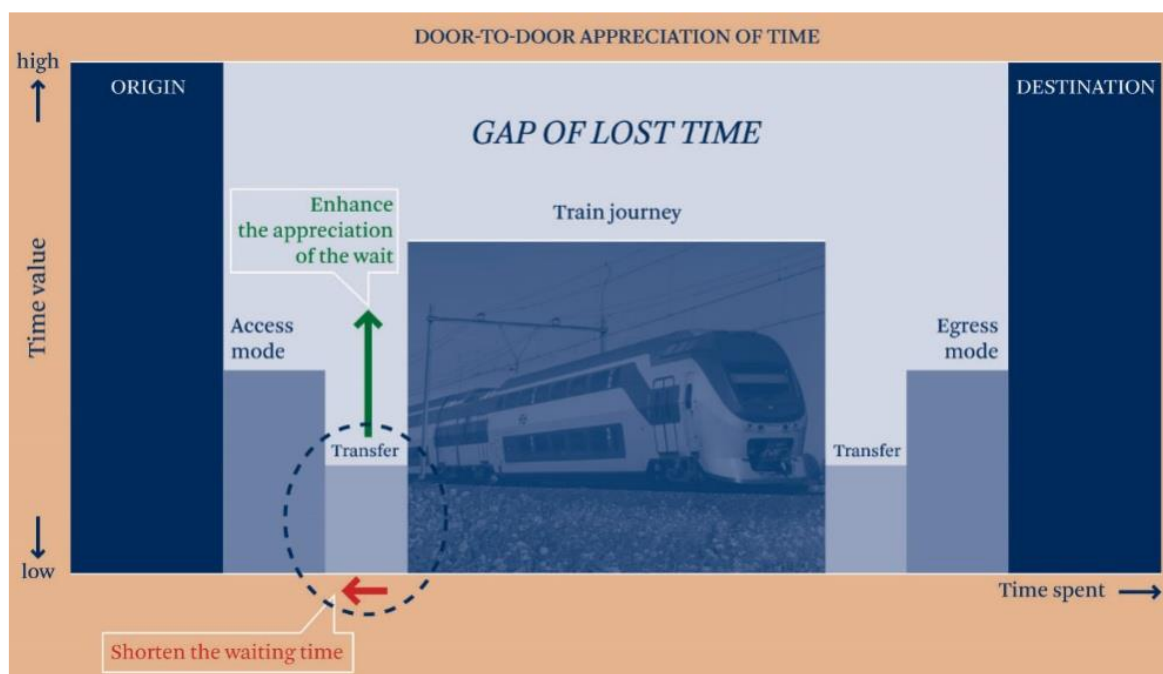 DOOR-TO-DOOR APPRECIATION OF TIME
high
ORIGIN
DESTINATION
GAP OF LOST TIME
Enhance
the appreciation
of the wait
Train journey
Time value
Access
mode
Egress
mode
Transfer
Transfer
low
Time spent
Shorten the waiting time